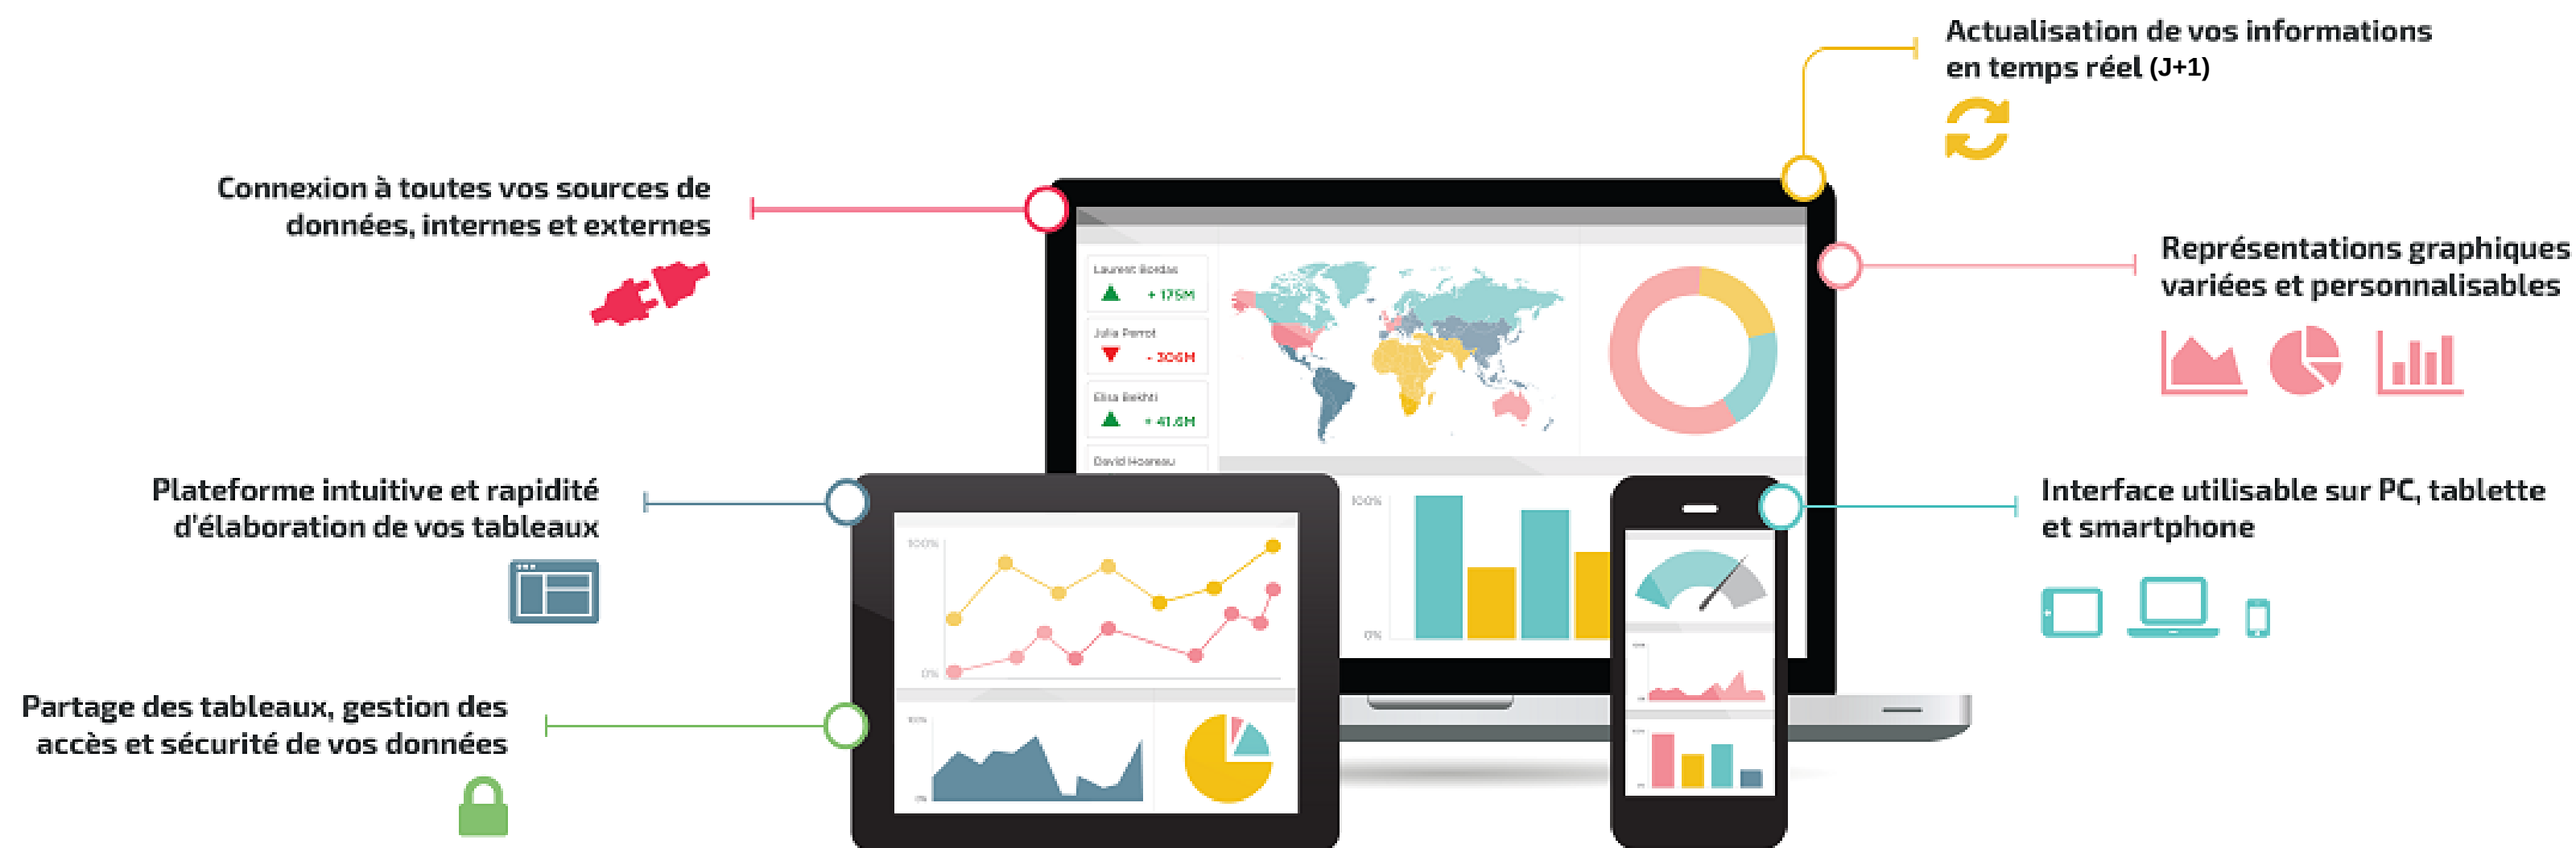 Actualisation de vos informations
en temps réel (J+1)
Connexion à toutes vos sources de
données, internes et externes
Représentations graphiques
variées et personnalisables
Plateforme intuitive et rapidité
d'élaboration de vos tableaux
Interface utilisable sur PC, tablette
et smartphone
Partage des tableaux, gestion des
accès et sécurité de vos données
Laurent Bordas
+ 175M
Julia Perrot
- 306M
Elisa Bekhti
+ 41.6M
David Hoareau
100%
0%
100%
0%
100%
0%